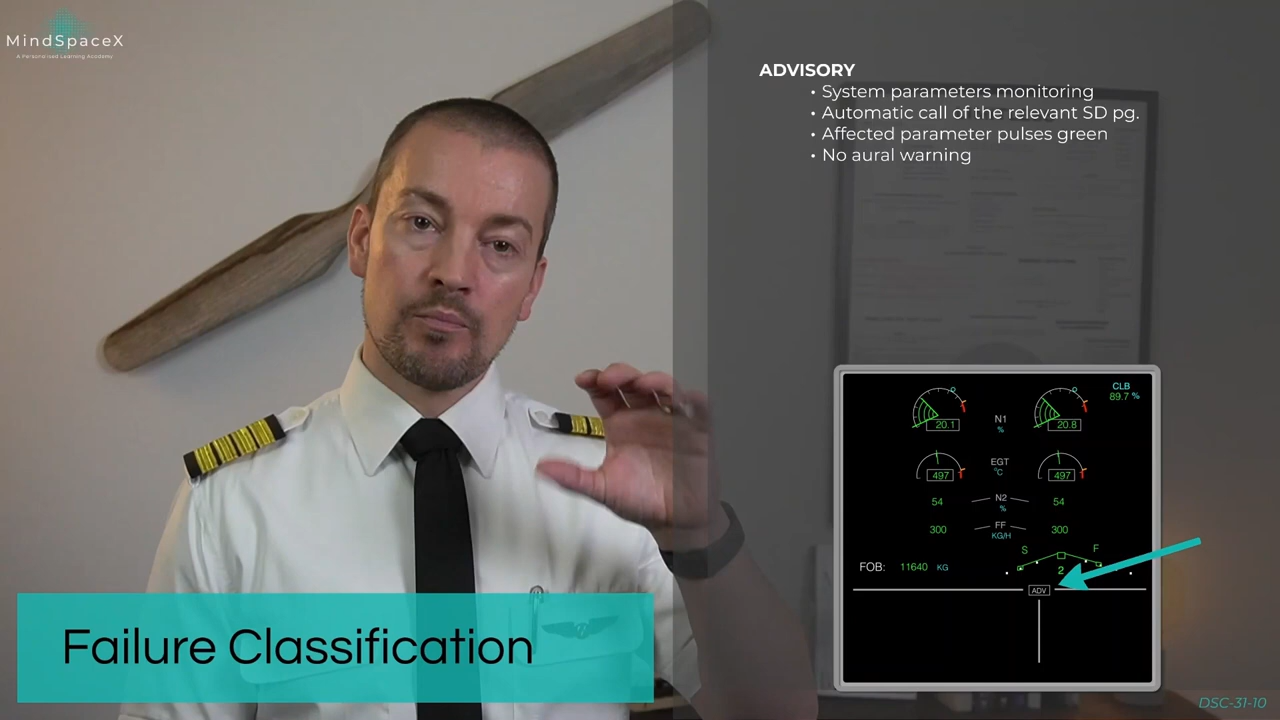 MindSpaceX
A Personalized Learning Academy
ADVISORY
• System parameters monitoring
• Automatic call of the relevant SD pg.
• Affected parameter pulses green
• No aural warning
CLB
89.7 %
20.1 N1 20.8
%
EGT
497 °C 497
54 N2 54
%
300 FF 300
KG/H
S F
FOB: 11640 KG
2
ADV
Failure Classification
DSC-31-10